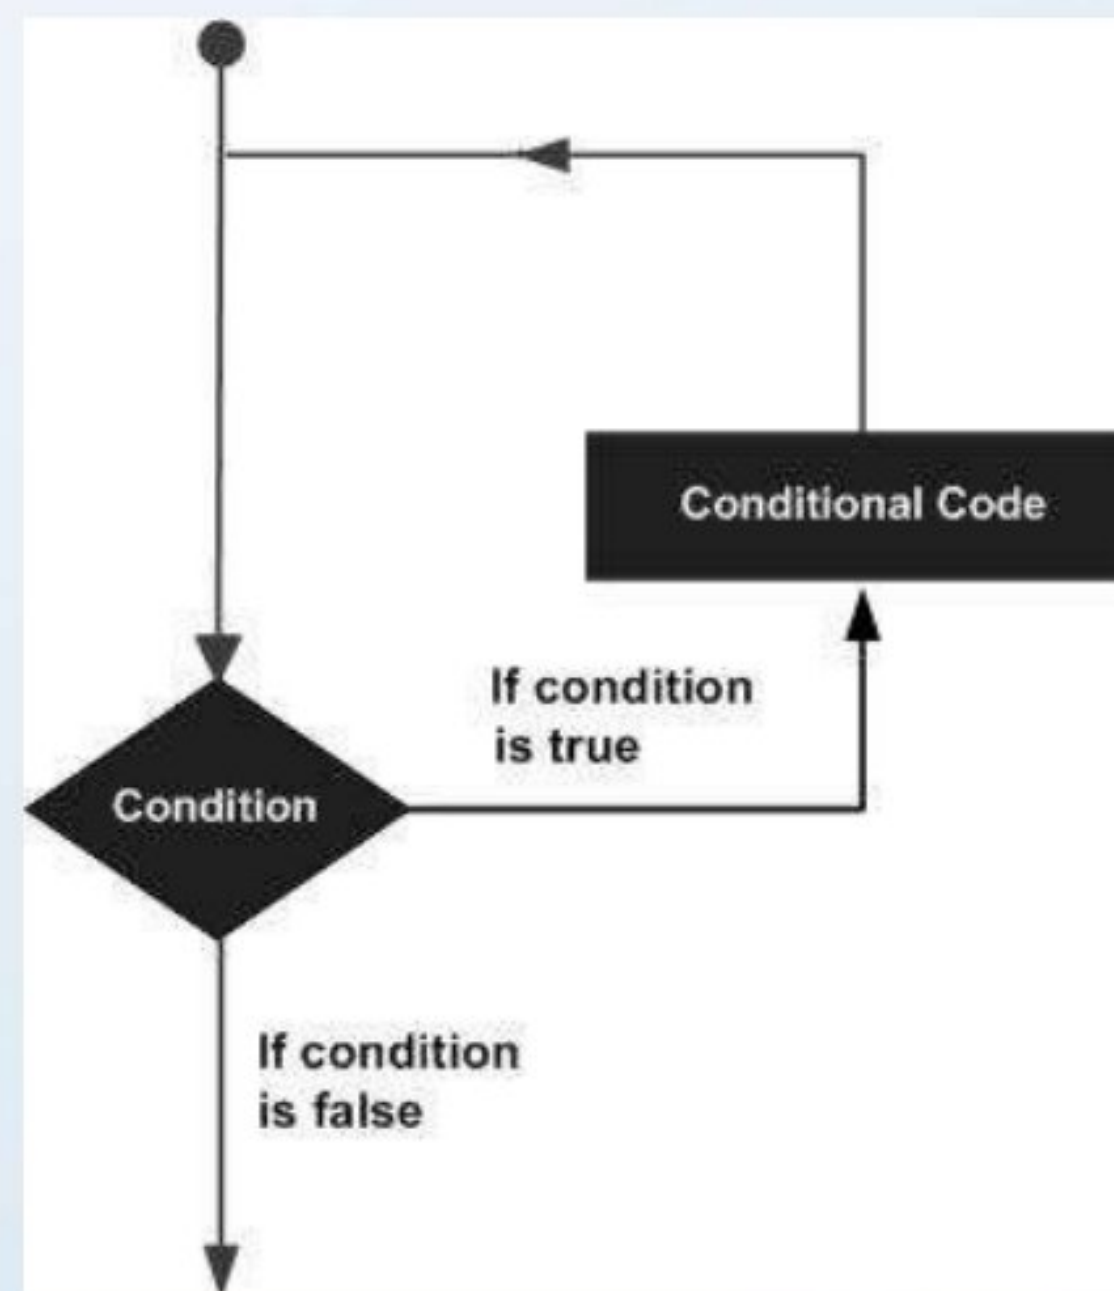 Conditional Code
If condition
is true
Condition
If condition
is false